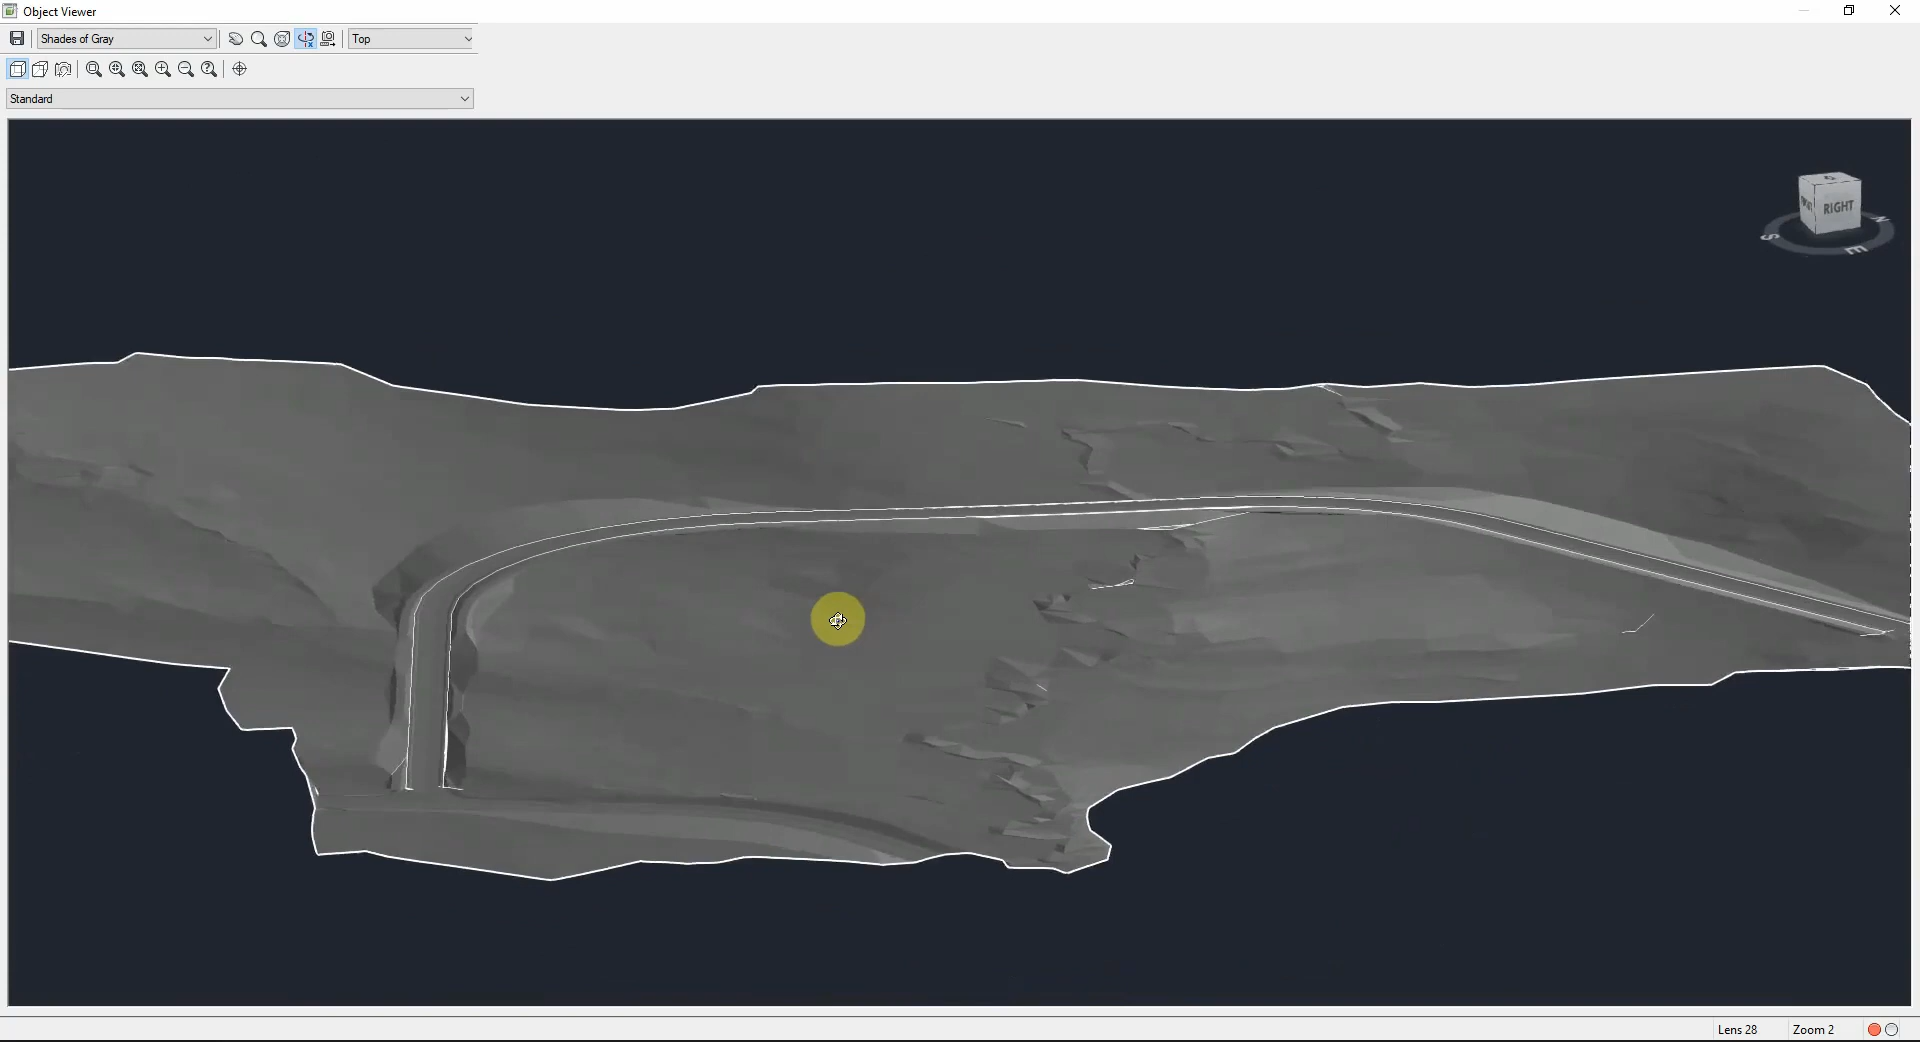 Object Viewer
Shades of Gray
Top
Standard
RIGHT
N
S
E
Lens 28
Zoom 2